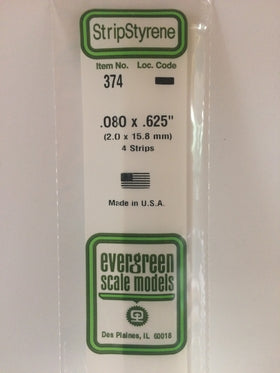 StripStyrene
Item No. Loc. Code
374
.080 x .625"
(2.0 x 15.8 mm)
4 Strips
Made in U.S.A.
evergreen
scale models
Des Plaines, IL 60018